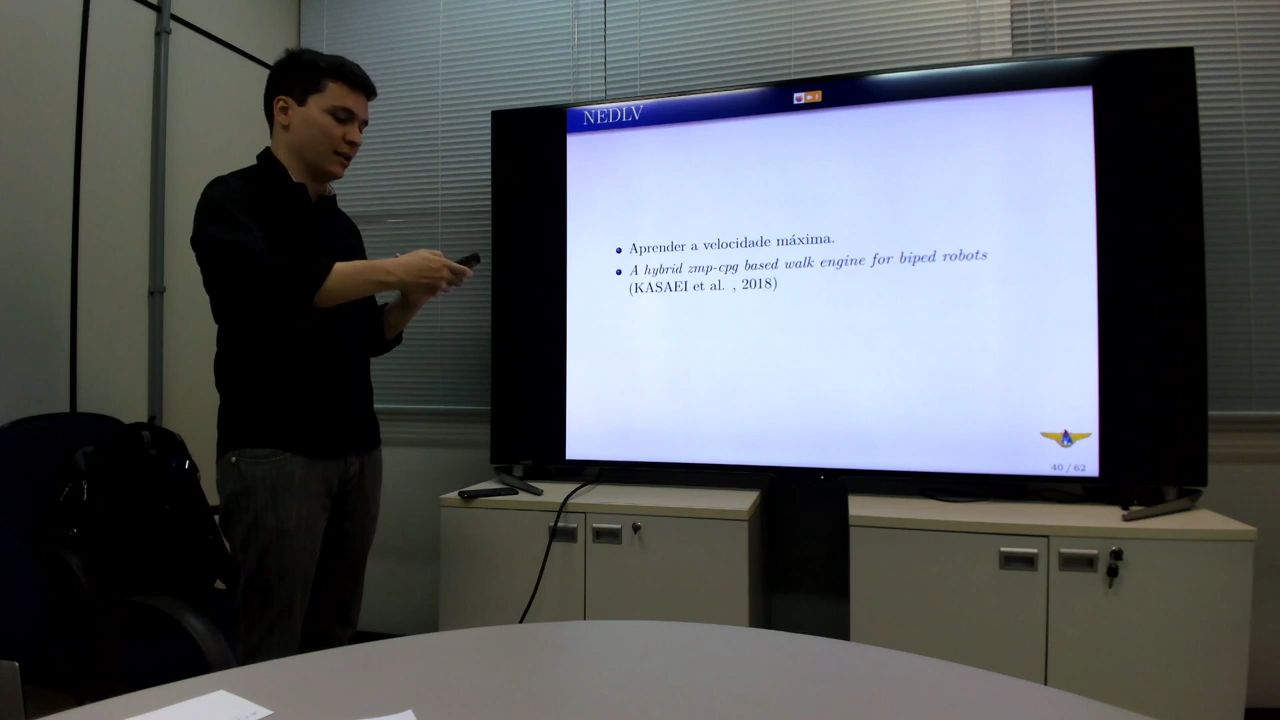 NEDLV
Aprender a velocidade máxima.
A hybrid zmp-cpg based walk engine for biped robots
(KASAEI et al. , 2018)
40 / 62